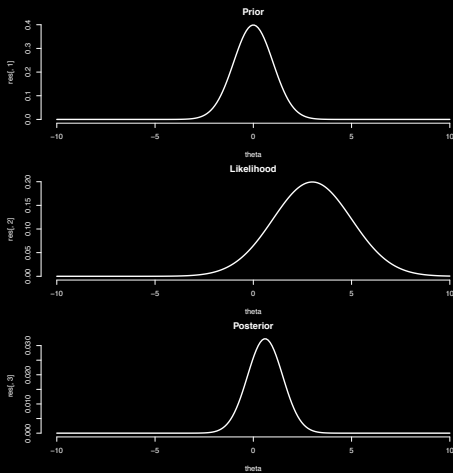 Prior
res[, 1]
0.0 0.1 0.2 0.3 0.4
−10 −5 0 5 10
theta
Likelihood
res[, 2]
0.00 0.05 0.10 0.15 0.20
−10 −5 0 5 10
theta
Posterior
res[, 3]
0.000 0.010 0.020 0.030
−10 −5 0 5 10
theta